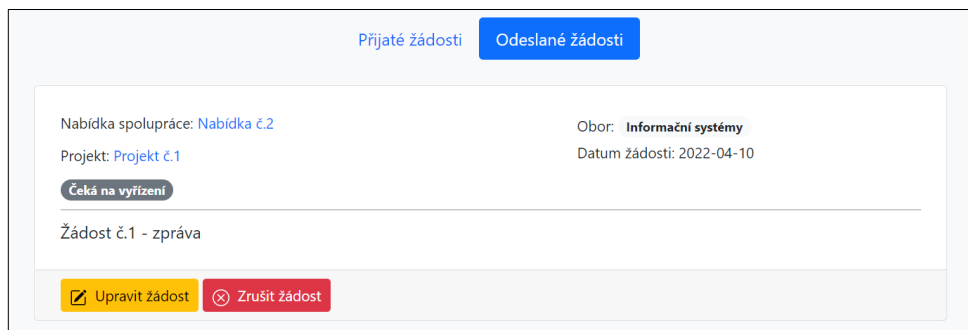 Přijaté žádosti Odeslané žádosti
Nabídka spolupráce: Nabídka č.2
Obor: Informační systémy
Projekt: Projekt č.1
Datum žádosti: 2022-04-10
Čeká na vyřízení
Žádost č.1 - zpráva
Upravit žádost Zrušit žádost